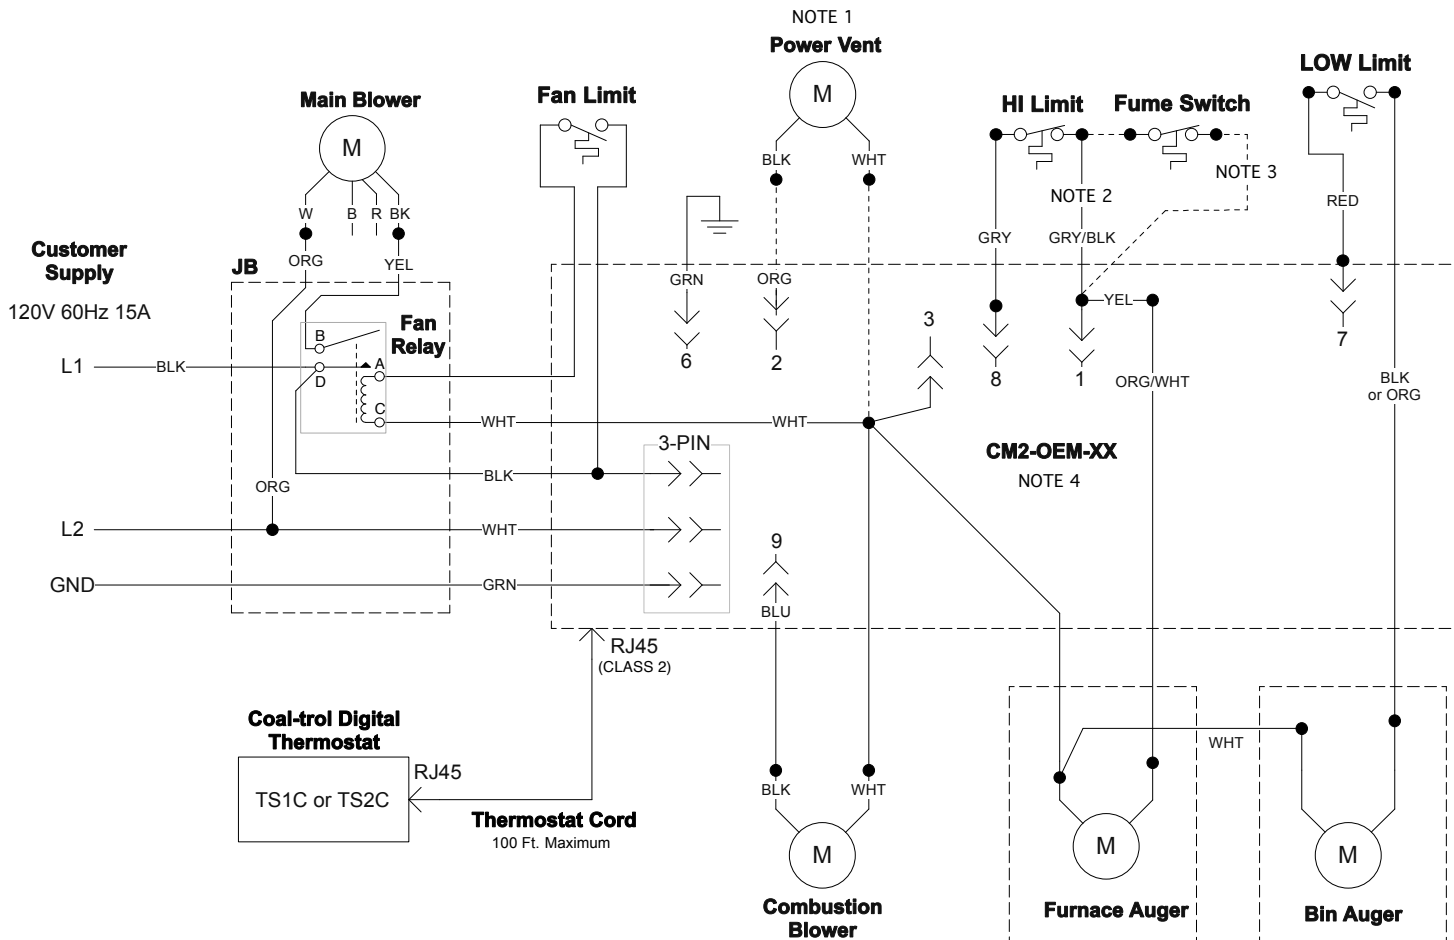 NOTE 1
Power Vent
M
BLK
WHT
ORG
2
Main Blower
M
W
B
R
BK
ORG
YEL
Fan Limit
HI Limit
Fume Switch
NOTE 3
NOTE 2
GRY
GRY/BLK
YEL
8
1
ORG/WHT
LOW Limit
RED
7
BLK
or ORG
Customer
Supply
120V 60Hz 15A
JB
Fan
Relay
B
D
A
C
L1
BLK
GRN
6
3
WHT
WHT
3-PIN
CM2-OEM-XX
NOTE 4
BLK
ORG
L2
WHT
GND
GRN
9
BLU
RJ45
(CLASS 2)
Coal-trol Digital
Thermostat
TS1C or TS2C
RJ45
Thermostat Cord
100 Ft. Maximum
BLK
WHT
M
Combustion
Blower
WHT
M
Furnace Auger
M
Bin Auger